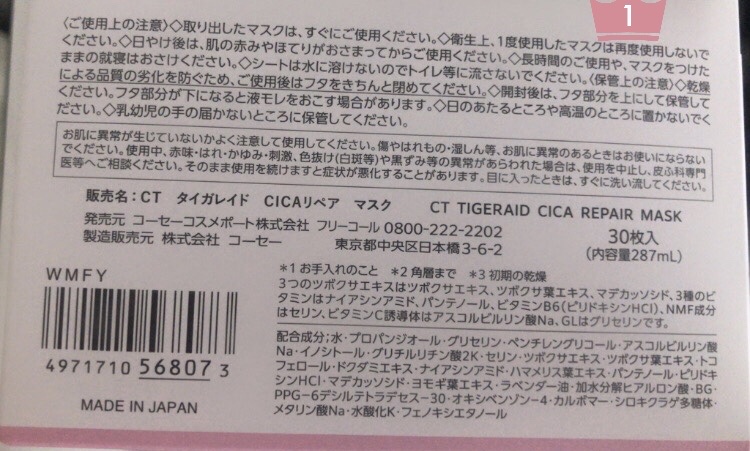 1
〈ご使用上の注意〉◇取り出したマスクは、すぐにご使用ください。◇衛生上、1度使用したマスクは再度使用しないで
ください。◇日やけ後は、肌の赤みやほてりがおさまってからご使用ください。◇長時間のご使用や、マスクをつけた
ままの就寝はおさけください。◇シートは水に溶けないのでトイレ等に流さないでください。〈保管上の注意〉◇乾燥
による品質の劣化を防ぐため、ご使用後はフタをきちんと閉めてください。◇開封後は、フタ部分を上にして保管して
ください。フタ部分が下になると液モレをおこす場合があります。◇日のあたるところや高温のところに置かないでく
ださい。◇乳幼児の手の届かないところに保管してください。
お肌に異常が生じていないかよく注意して使用してください。傷やはれもの・湿しん等、お肌に異常のあるときはお使いにならない
でください。使用中、赤味・はれ・かゆみ・刺激、色抜け(白斑等)や黒ずみ等の異常があらわれた場合は、使用を中止し、皮ふ科専門
医等へご相談ください。そのまま使用を続けますと症状が悪化することがあります。目に入ったときは、すぐに洗い流してください。
販売名:CT タイガレイド CICAリペア マスク CT TIGERAID CICA REPAIR MASK
発売元 コーセーコスメポート株式会社 フリーコール 0800-222-2202 30枚入
製造販売元 株式会社 コーセー 東京都中央区日本橋3-6-2 (内容量287mL)
WMFY
4971710 568073
MADE IN JAPAN
*1 お手入れのこと *2 角層まで *3 初期の乾燥
3つのツボクサエキスはツボクサエキス、ツボクサ葉エキス、マデカッソシド、3種のビ
タミンはナイアシンアミド、パンテノール、ビタミンB6(ピリドキシンHCl)、NMF成分
はセリン、ビタミンC誘導体はアスコルビルリン酸Na、GLはグリセリンです。
配合成分:水・プロパンジオール・グリセリン・ペンチレングリコール・アスコルビルリン酸
Na・イノシトール・グリチルリチン酸2K・セリン・ツボクサエキス・ツボクサ葉エキス・トコ
フェロール・ドクダミエキス・ナイアシンアミド・ハマメリス葉エキス・パンテノール・ピリドキ
シンHCl・マデカッソシド・ヨモギ葉エキス・ラベンダー油・加水分解ヒアルロン酸・BG・
PPG-6デシルテトラデセス-30・オキシベンゾン-4・カルボマー・シロキクラゲ多糖体・
メタリン酸Na・水酸化K・フェノキシエタノール